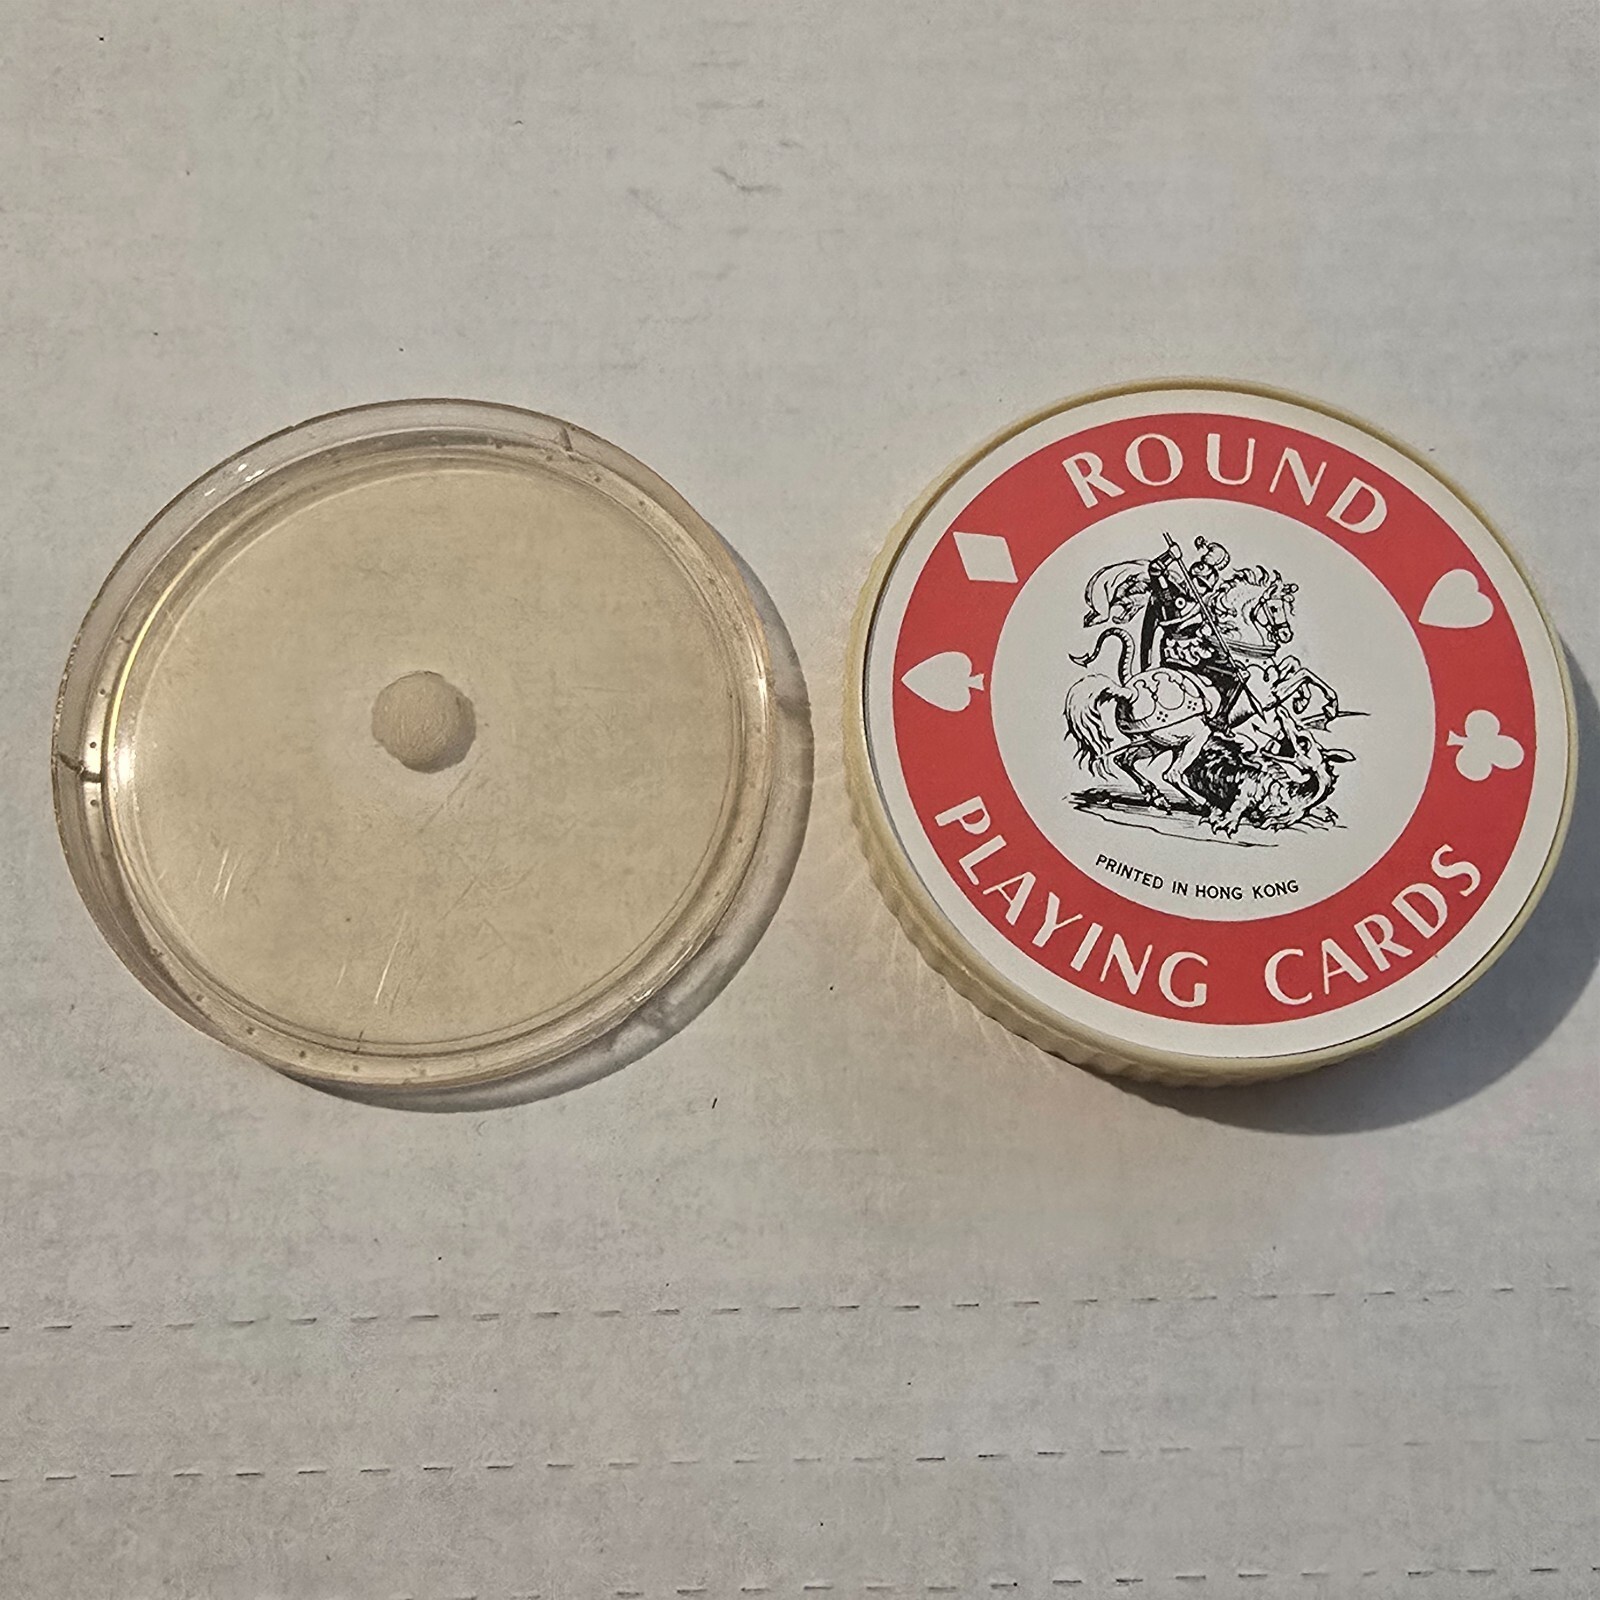 ROUND
PRINTED IN HONG KONG
PLAYING CARDS